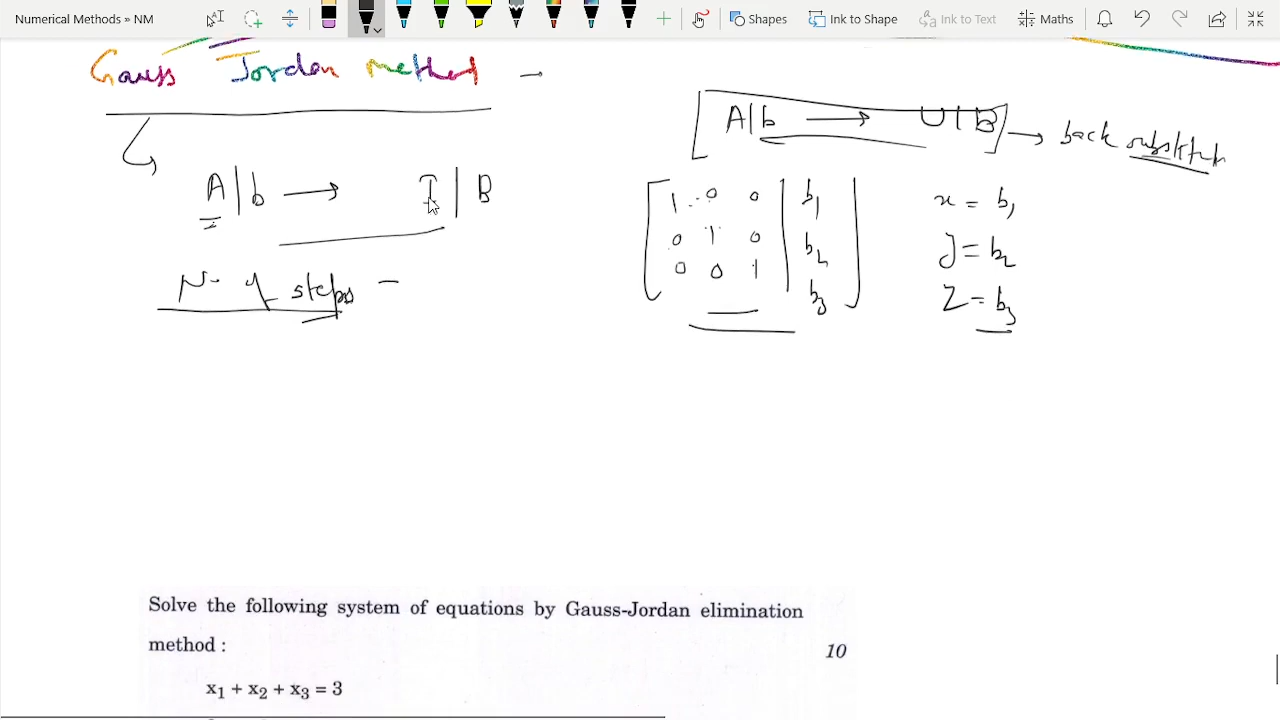 Numerical Methods » NM
Shapes
Ink to Shape
Ink to Text
Maths
Gauss Jordan method -
A|b → U|B → back
A|b → I | B
1 0 0 | b1
0 1 0 | b2
0 0 1 | b3
x = b1
y = b2
z = b3
No. of steps -
Solve the following system of equations by Gauss-Jordan elimination
method :
10
x1 + x2 + x3 = 3